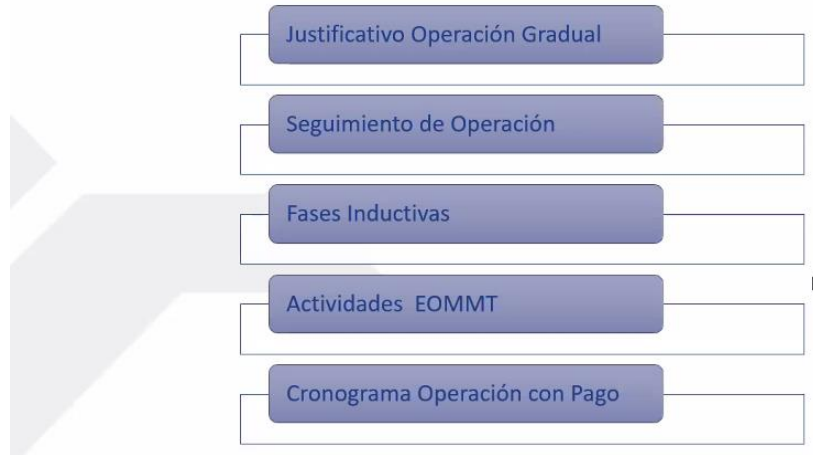 Justificativo Operación Gradual
Seguimiento de Operación
Fases Inductivas
Actividades EOMMT
Cronograma Operación con Pago